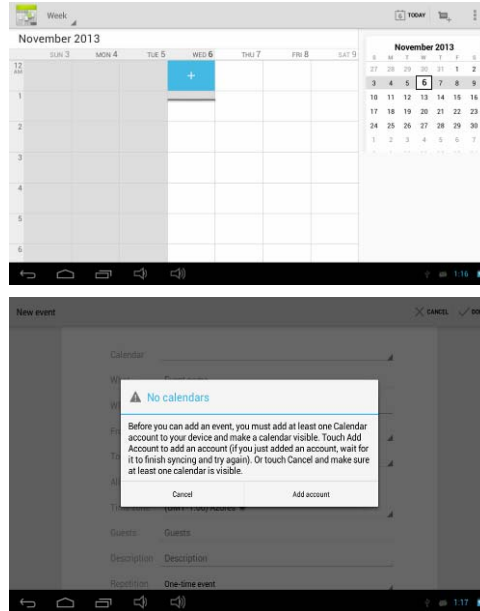 Week
6 TODAY
November 2013
SUN 3 MON 4 TUE 5 WED 6 THU 7 FRI 8 SAT 9
12
AM
+
1
2
3
4
5
6
November 2013
S M T W T F S
27 28 29 30 31 1 2
3 4 5 6 7 8 9
10 11 12 13 14 15 16
17 18 19 20 21 22 23
24 25 26 27 28 29 30
1 2 3 4 5 6 7
1:16
New event
CANCEL
Calendar
No calendars
Before you can add an event, you must add at least one Calendar
account to your device and make a calendar visible. Touch Add
Account to add an account (if you just added an account, wait for
it to finish syncing and try again). Or touch Cancel and make sure
at least one calendar is visible.
Cancel Add account
Guests Guests
Description Description
Repetition One-time event
1:17